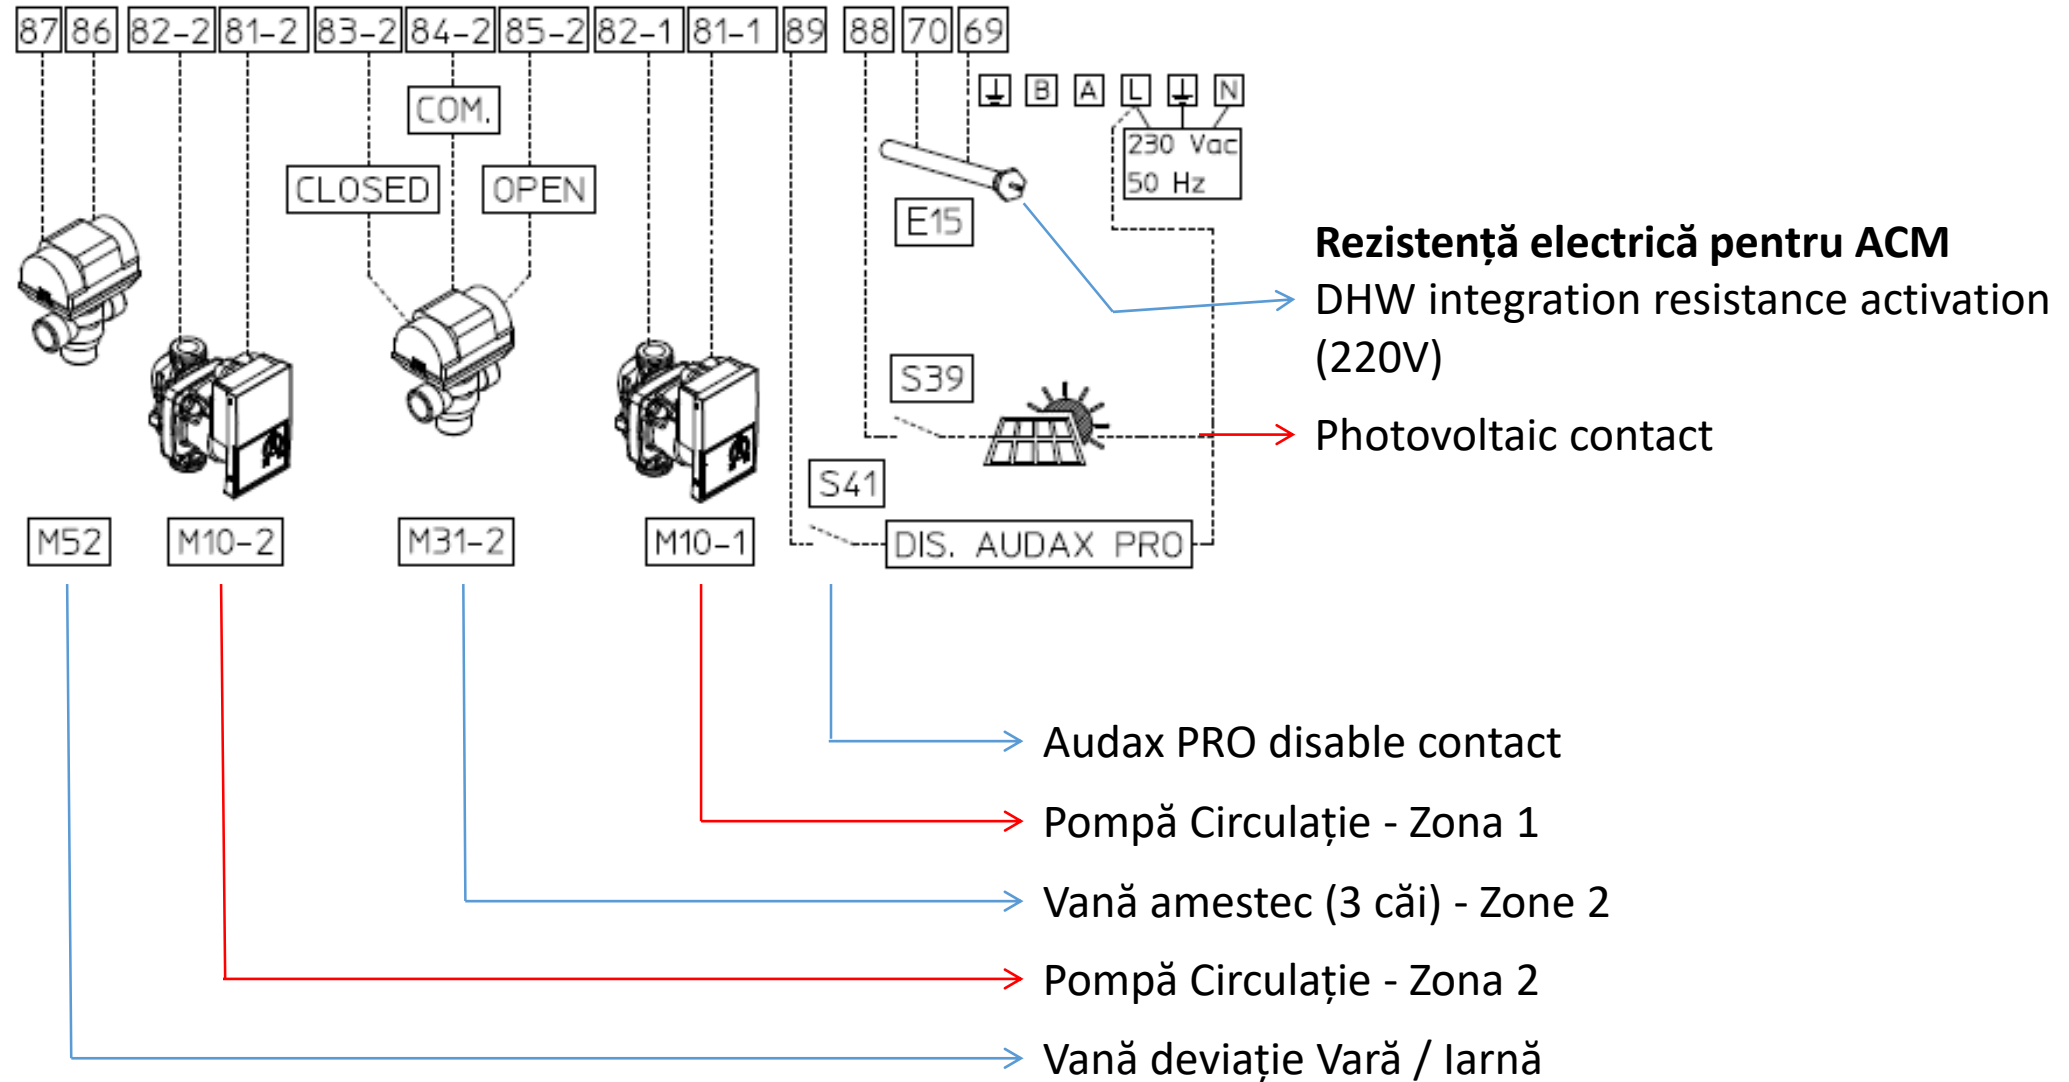 87 86 82-2 81-2 83-2 84-2 85-2 82-1 81-1 89 88 70 69
B A L N
COM.
230 Vac
50 Hz
CLOSED OPEN
E15
Rezistență electrică pentru ACM
DHW integration resistance activation
(220V)
S39
Photovoltaic contact
S41
M52 M10-2 M31-2 M10-1 DIS. AUDAX PRO
Audax PRO disable contact
Pompă Circulație - Zona 1
Vană amestec (3 căi) - Zone 2
Pompă Circulație - Zona 2
Vană deviație Vară / Iarnă